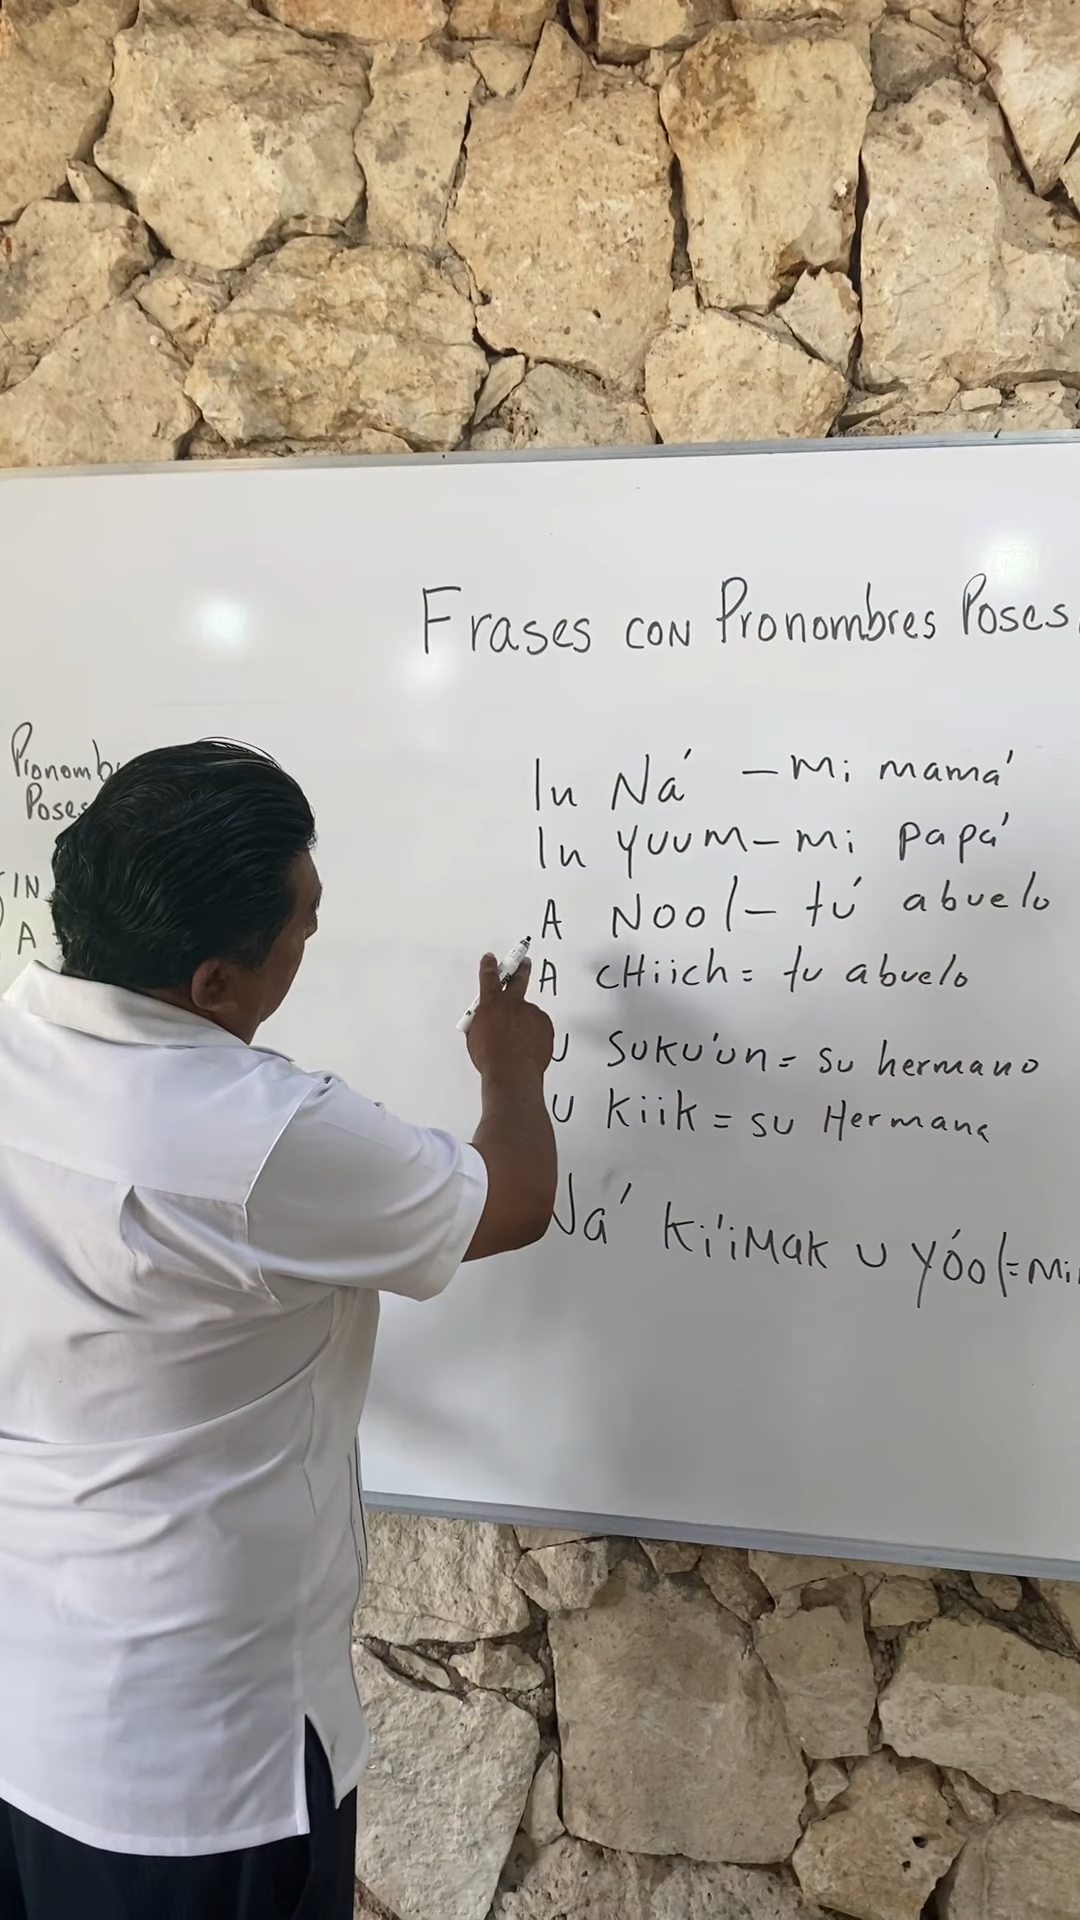 Frases con Pronombres Poses
Pronomb
Poses
IN
A
In Ná - Mi mamá
In YUUM - mi papá
A Nool - tú abuelo
A cHiich = tu abuelo
U SUKU'UN = Su hermano
U Kiik = su Hermana
Ná Ki'iMak U Yóol = Mi